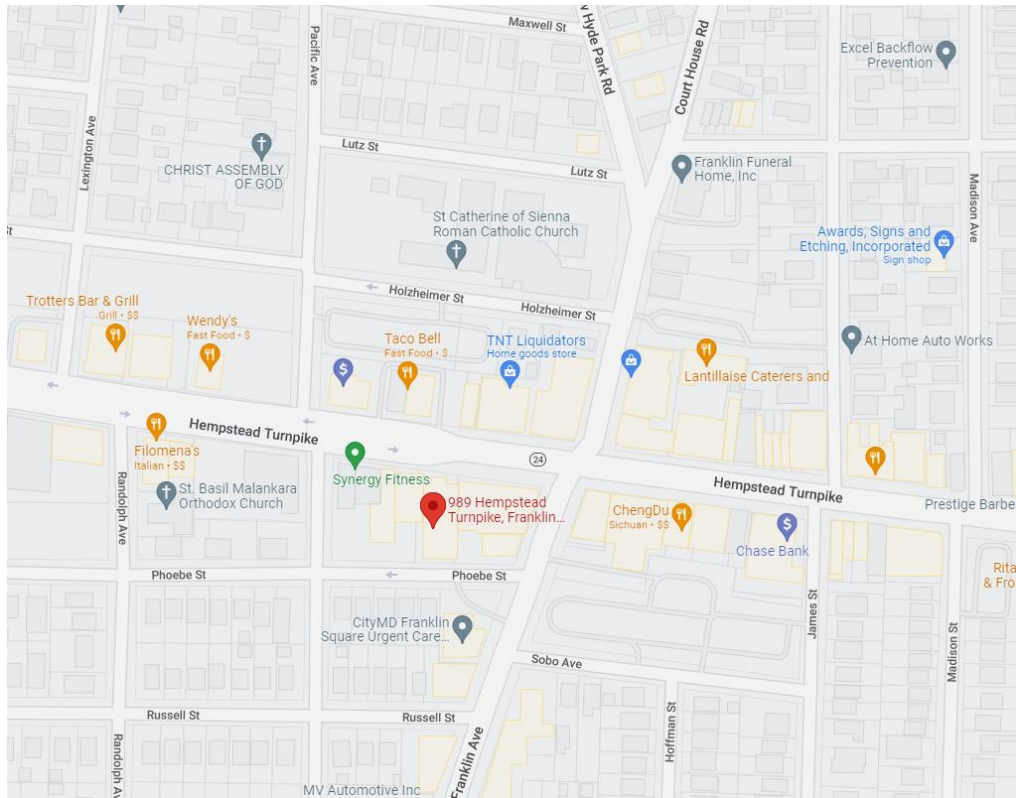 Maxwell St
Pacific Ave
w Hyde Park Rd
Court House Rd
Excel Backflow
Prevention
Lexington Ave
CHRIST ASSEMBLY
OF GOD
Lutz St
Lutz St
Franklin Funeral
Home, Inc
Madison Ave
St Catherine of Sienna
Roman Catholic Church
Awards, Signs and
Etching, Incorporated
Sign shop
St
Holzheimer St
Holzheimer St
Trotters Bar & Grill
Grill • $$
Wendy's
Fast Food • $
Taco Bell
Fast Food • $
TNT Liquidators
Home goods store
At Home Auto Works
$
Lantillaise Caterers and
Hempstead Turnpike
24
Filomena's
Italian • $$
Synergy Fitness
Hempstead Turnpike
Randolph Ave
St. Basil Malankara
Orthodox Church
989 Hempstead
Turnpike, Franklin...
ChengDu
Sichuan • $$
$
Chase Bank
Prestige Barbe
Phoebe St
Phoebe St
Rita
& Fro
James St
CityMD Franklin
Square Urgent Care...
Madison St
Sobo Ave
Russell St
Russell St
Hoffman St
Randolph Av
Franklin Ave
MV Automotive Inc